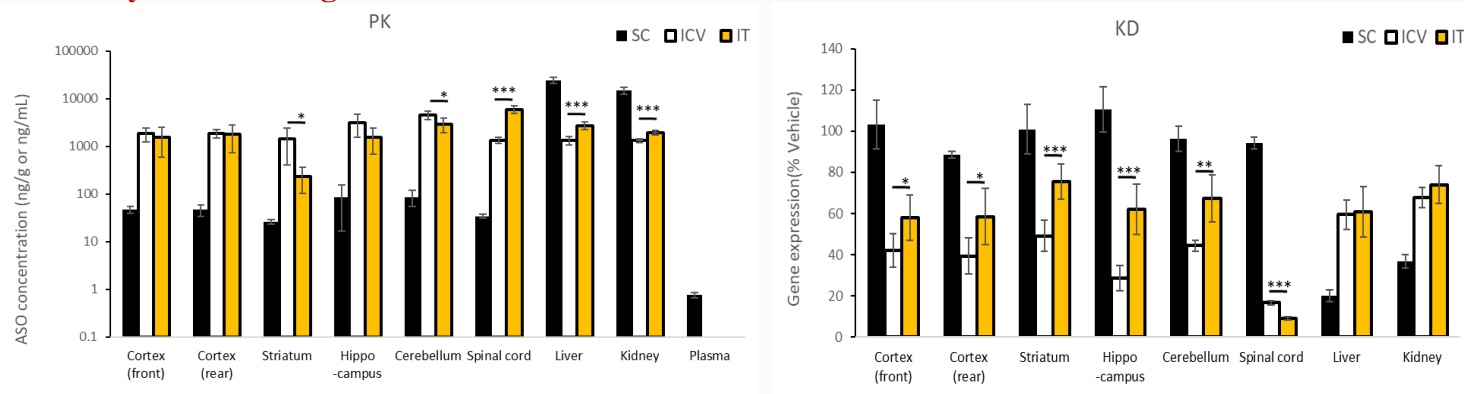 PK
SC ICV IT
ASO concentration (ng/g or ng/mL)
100000
10000
1000
100
10
1
0.1
* * *** *** ***
Cortex (front)
Cortex (rear)
Striatum
Hippo -campus
Cerebellum
Spinal cord
Liver
Kidney
Plasma
KD
SC ICV IT
Gene expression(% Vehicle)
140
120
100
80
60
40
20
0
* * *** *** ** ***
Cortex (front)
Cortex (rear)
Striatum
Hippo -campus
Cerebellum
Spinal cord
Liver
Kidney